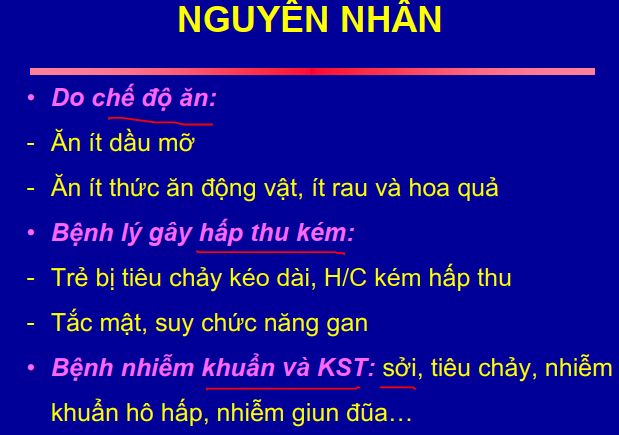 NGUYÊN NHÂN
• Do chế độ ăn:
- Ăn ít dầu mỡ
- Ăn ít thức ăn động vật, ít rau và hoa quả
• Bệnh lý gây hấp thu kém:
- Trẻ bị tiêu chảy kéo dài, H/C kém hấp thu
- Tắc mật, suy chức năng gan
• Bệnh nhiễm khuẩn và KST: sởi, tiêu chảy, nhiễm
khuẩn hô hấp, nhiễm giun đũa…